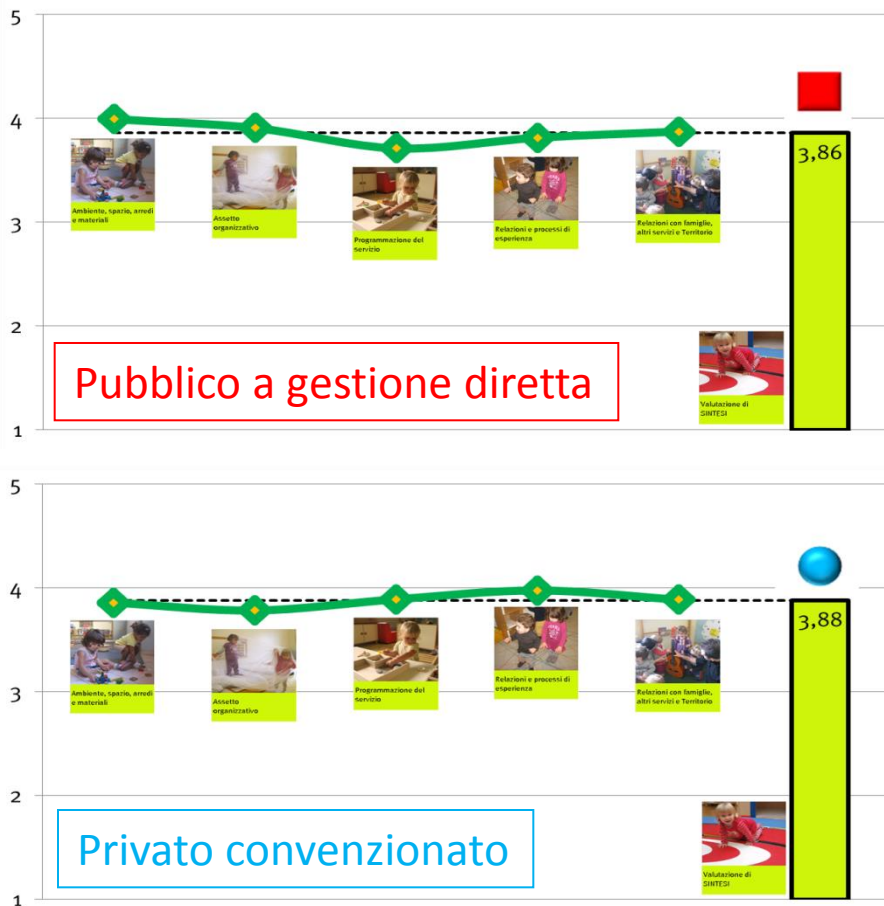 5
4
3,86
Ambiente, spazio, arredi
e materiali
Assetto
organizzativo
Programmazione del
servizio
Relazioni e processi di
esperienza
Relazioni con famiglie,
altri servizi e Territorio
3
2
Pubblico a gestione diretta
Valutazione di
SINTESI
1
5
4
3,88
Ambiente, spazio, arredi
e materiali
Assetto
organizzativo
Programmazione del
servizio
Relazioni e processi di
esperienza
Relazioni con famiglie,
altri servizi e Territorio
3
2
Privato convenzionato
Valutazione di
SINTESI
1